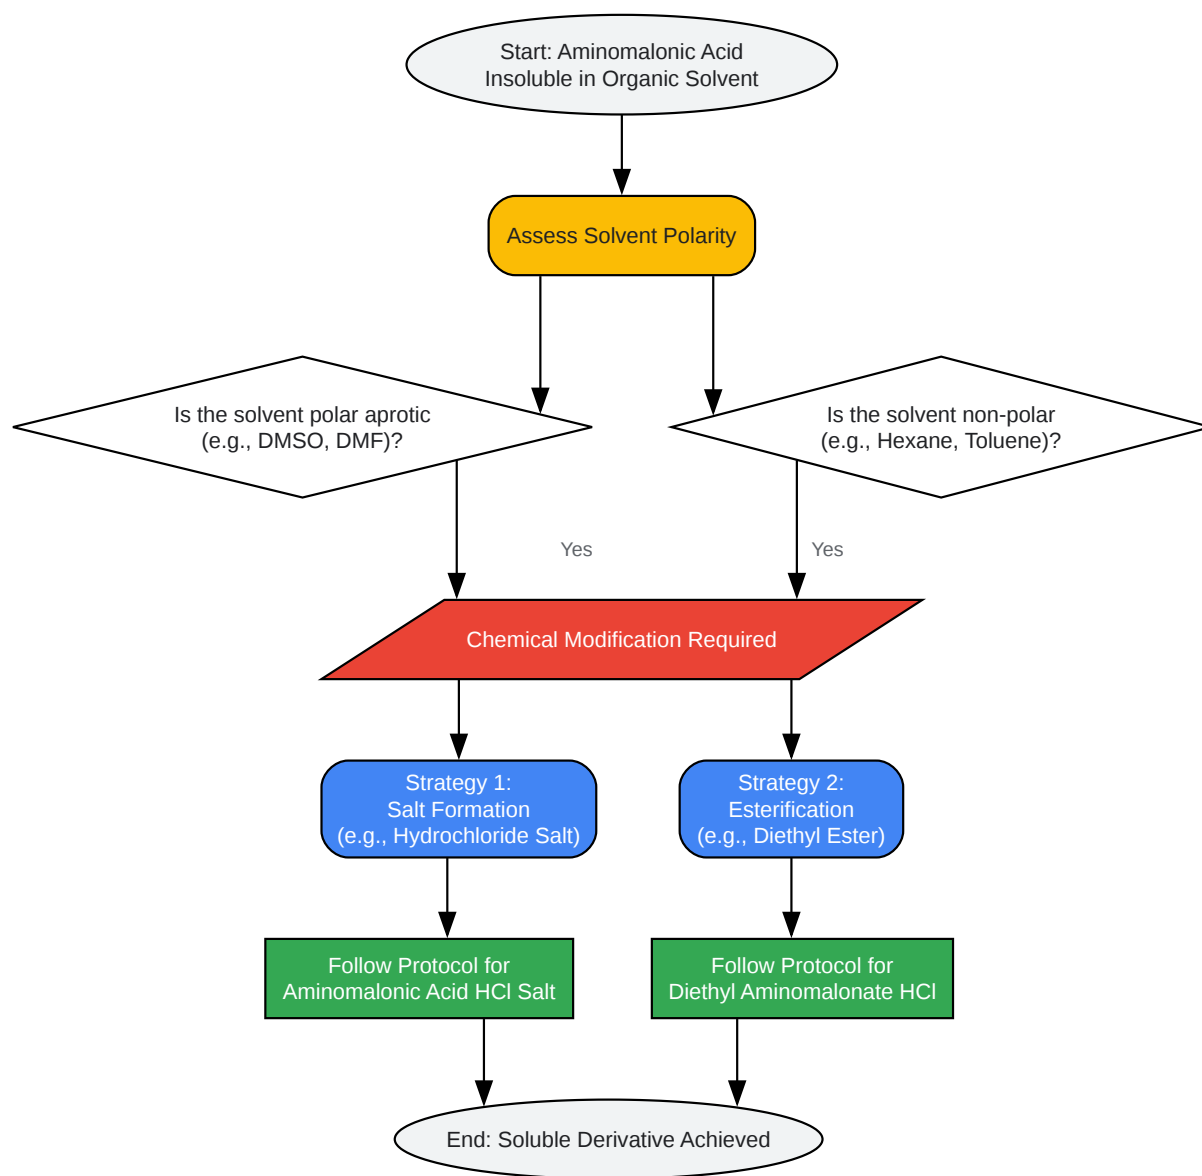 Start: Aminomalonic Acid
Insoluble in Organic Solvent
Assess Solvent Polarity
Is the solvent polar aprotic
(e.g., DMSO, DMF)?
Is the solvent non-polar
(e.g., Hexane, Toluene)?
Yes
Yes
Chemical Modification Required
Strategy 1:
Salt Formation
(e.g., Hydrochloride Salt)
Strategy 2:
Esterification
(e.g., Diethyl Ester)
Follow Protocol for
Aminomalonic Acid HCl Salt
Follow Protocol for
Diethyl Aminomalonate HCl
End: Soluble Derivative Achieved